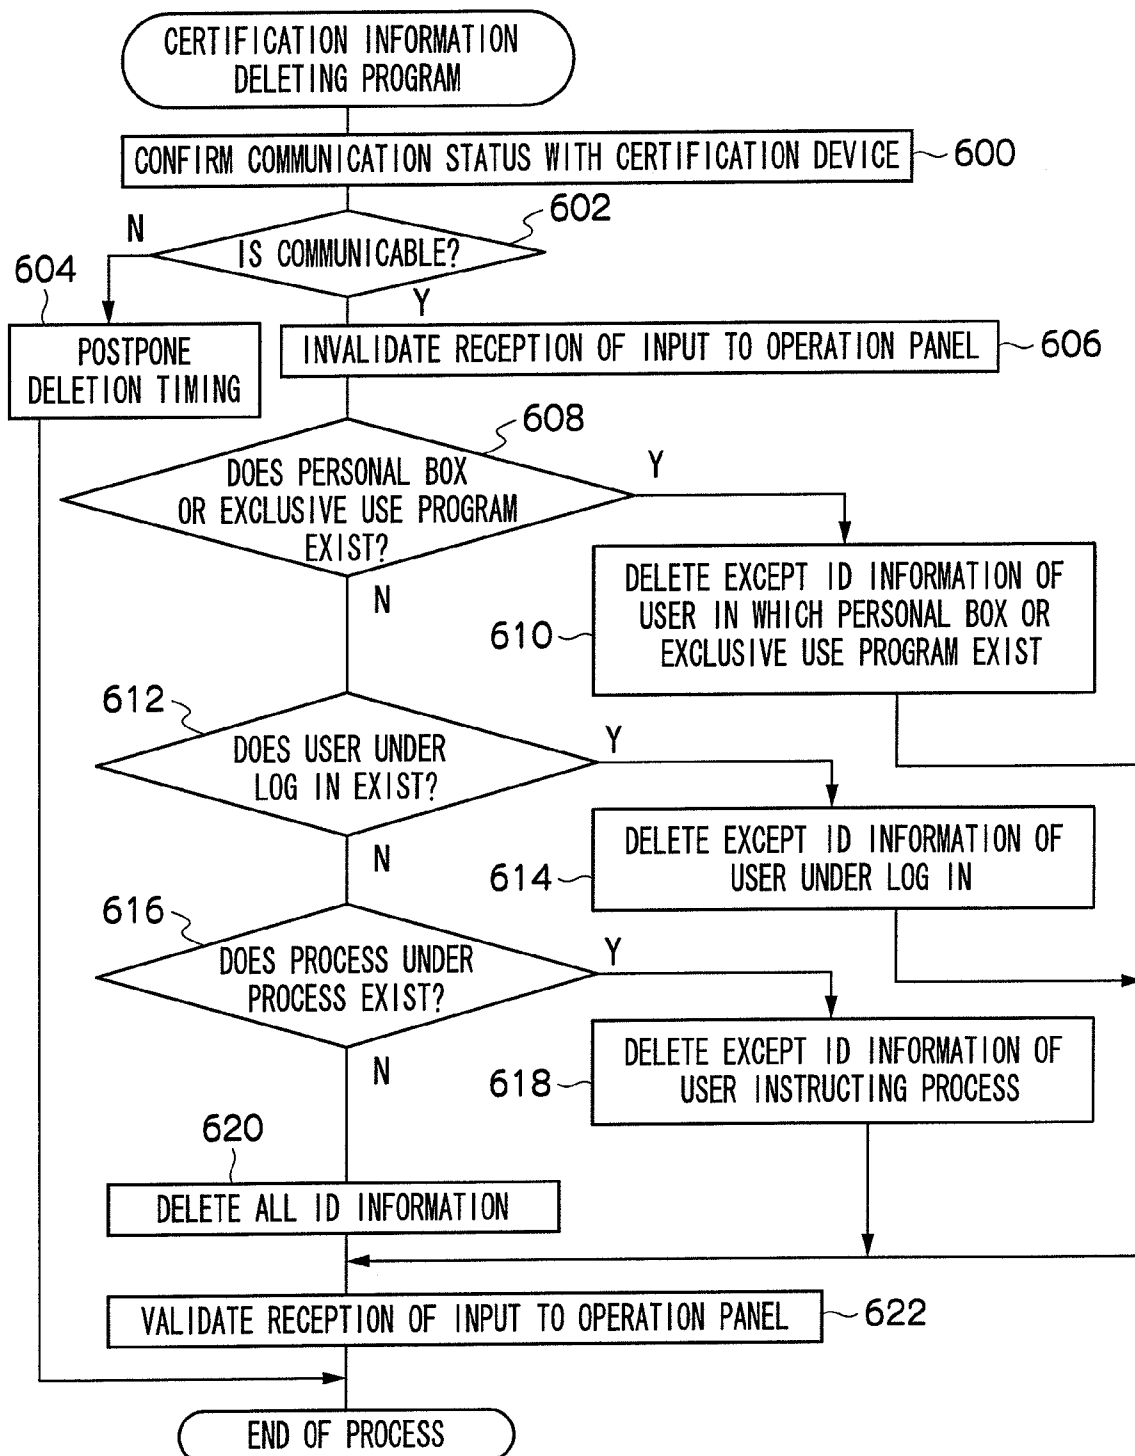 CERTIFICATION INFORMATION
DELETING PROGRAM
CONFIRM COMMUNICATION STATUS WITH CERTIFICATION DEVICE
600
602
N
IS COMMUNICABLE?
604
Y
POSTPONE
DELETION TIMING
INVALIDATE RECEPTION OF INPUT TO OPERATION PANEL
606
608
DOES PERSONAL BOX
OR EXCLUSIVE USE PROGRAM
EXIST?
Y
N
DELETE EXCEPT ID INFORMATION OF
USER IN WHICH PERSONAL BOX OR
EXCLUSIVE USE PROGRAM EXIST
610
612
DOES USER UNDER
LOG IN EXIST?
Y
N
DELETE EXCEPT ID INFORMATION OF
USER UNDER LOG IN
614
616
DOES PROCESS UNDER
PROCESS EXIST?
Y
N
DELETE EXCEPT ID INFORMATION OF
USER INSTRUCTING PROCESS
618
620
DELETE ALL ID INFORMATION
VALIDATE RECEPTION OF INPUT TO OPERATION PANEL
622
END OF PROCESS